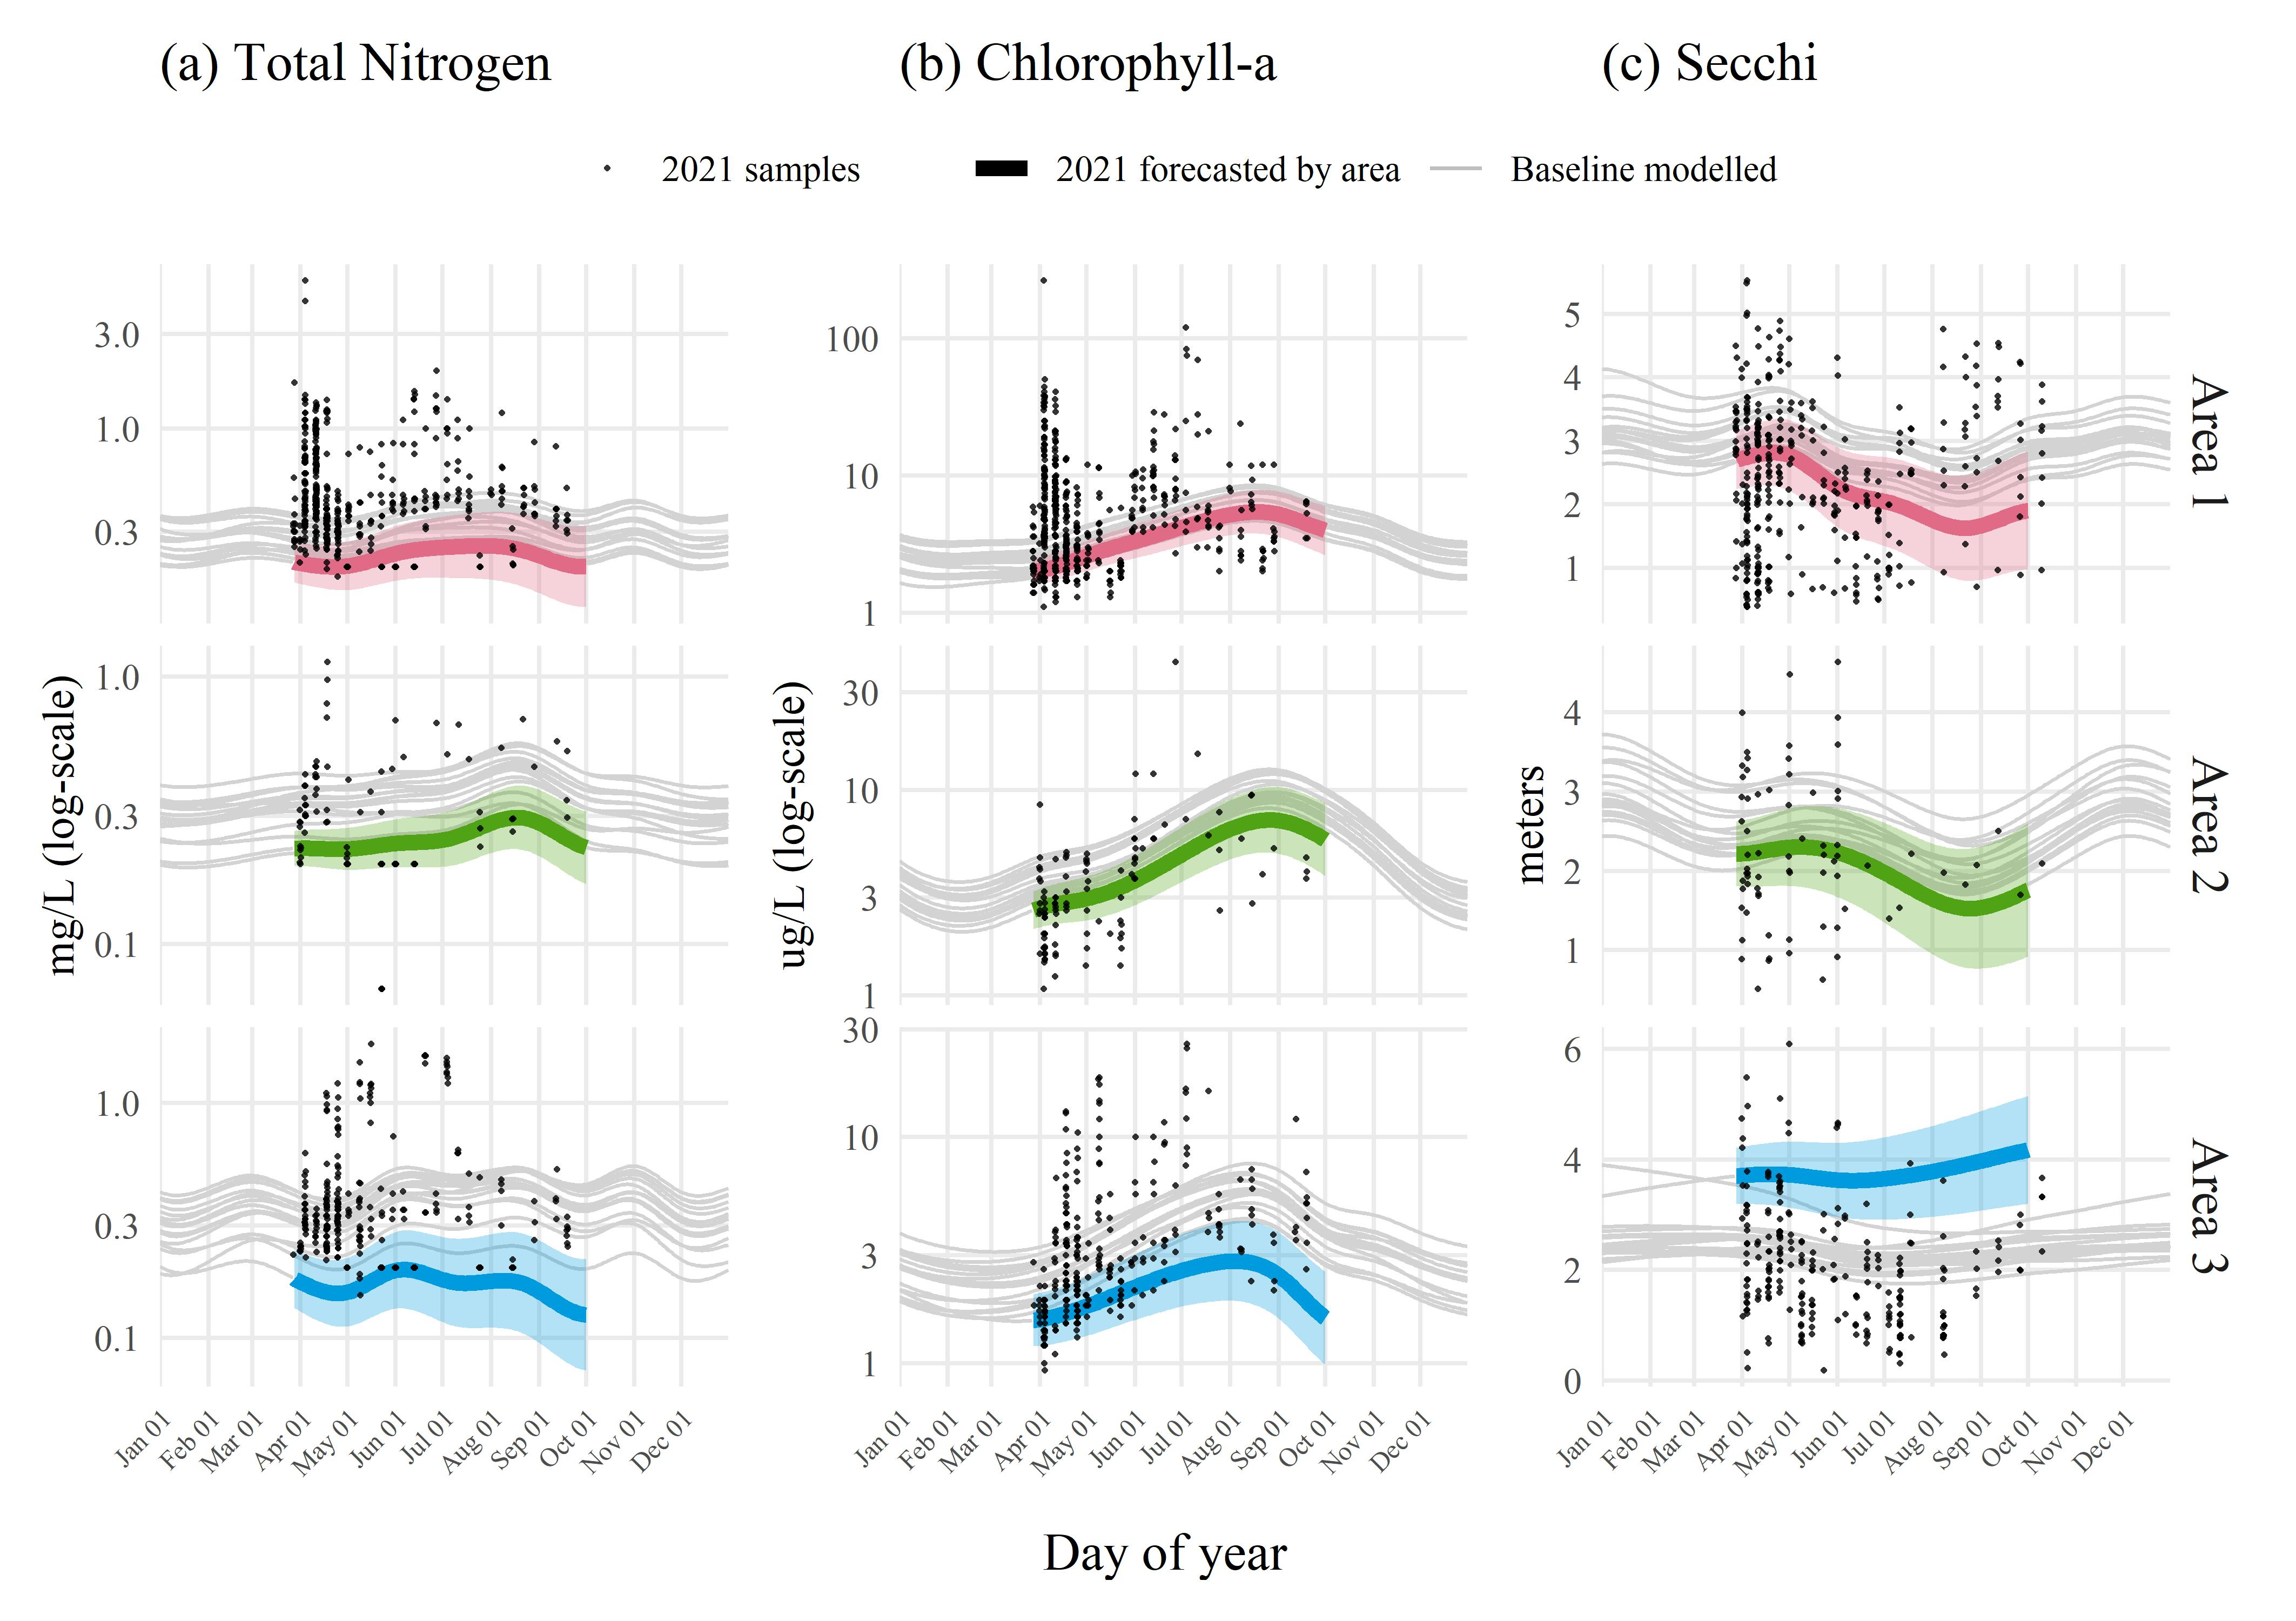 (a) Total Nitrogen
(b) Chlorophyll-a
(c) Secchi
2021 samples
2021 forecasted by area
Baseline modelled
3.0
1.0
0.3
100
10
1
5
4
3
2
1
Area 1
1.0
0.3
0.1
30
10
3
1
4
3
2
1
Area 2
1.0
0.3
0.1
30
10
3
1
6
4
2
0
Area 3
mg/L (log-scale)
ug/L (log-scale)
meters
Jan 01 Feb 01 Mar 01 Apr 01 May 01 Jun 01 Jul 01 Aug 01 Sep 01 Oct 01 Nov 01 Dec 01
Jan 01 Feb 01 Mar 01 Apr 01 May 01 Jun 01 Jul 01 Aug 01 Sep 01 Oct 01 Nov 01 Dec 01
Jan 01 Feb 01 Mar 01 Apr 01 May 01 Jun 01 Jul 01 Aug 01 Sep 01 Oct 01 Nov 01 Dec 01
Day of year